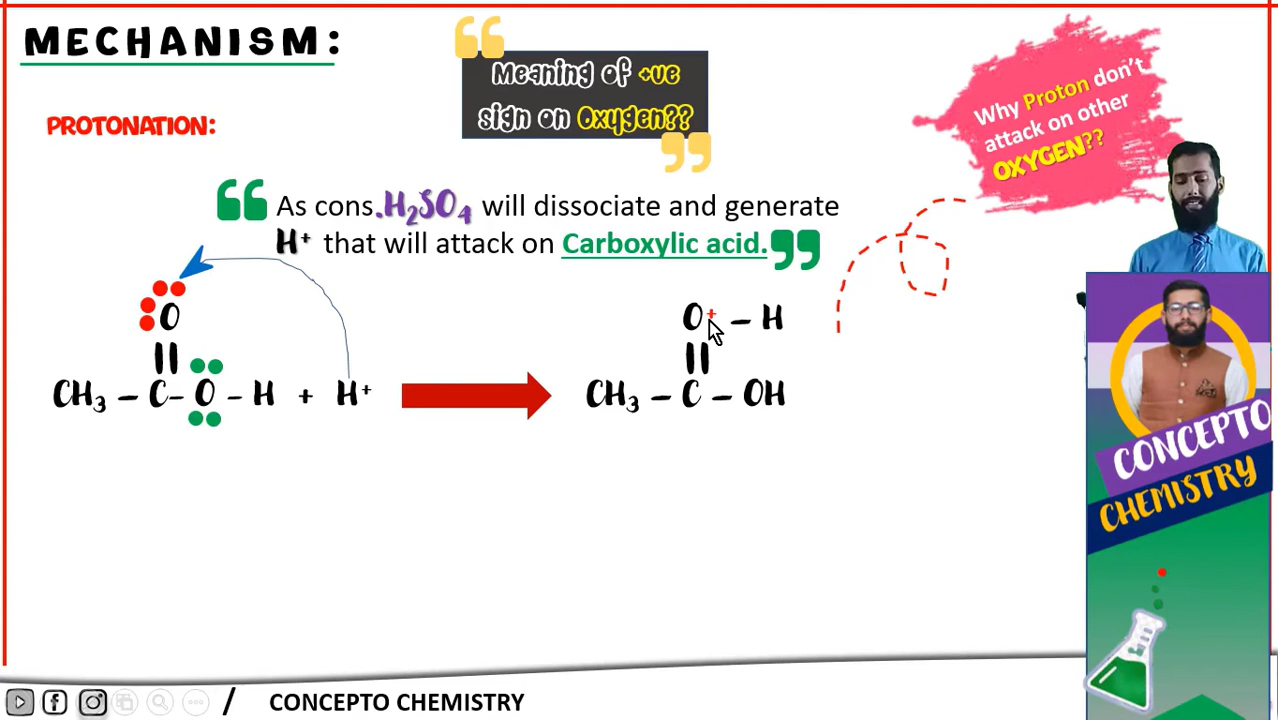 MECHANISM:
Meaning of +ve
sign on Oxygen??
Why Proton don't
attack on other
OXYGEN??
PROTONATION:
As cons.H₂SO₄ will dissociate and generate
H⁺ that will attack on Carboxylic acid.
O
||
CH₃ – C – O – H + H⁺
O⁺ – H
||
CH₃ – C – OH
CONCEPTO
CHEMISTRY
/ CONCEPTO CHEMISTRY